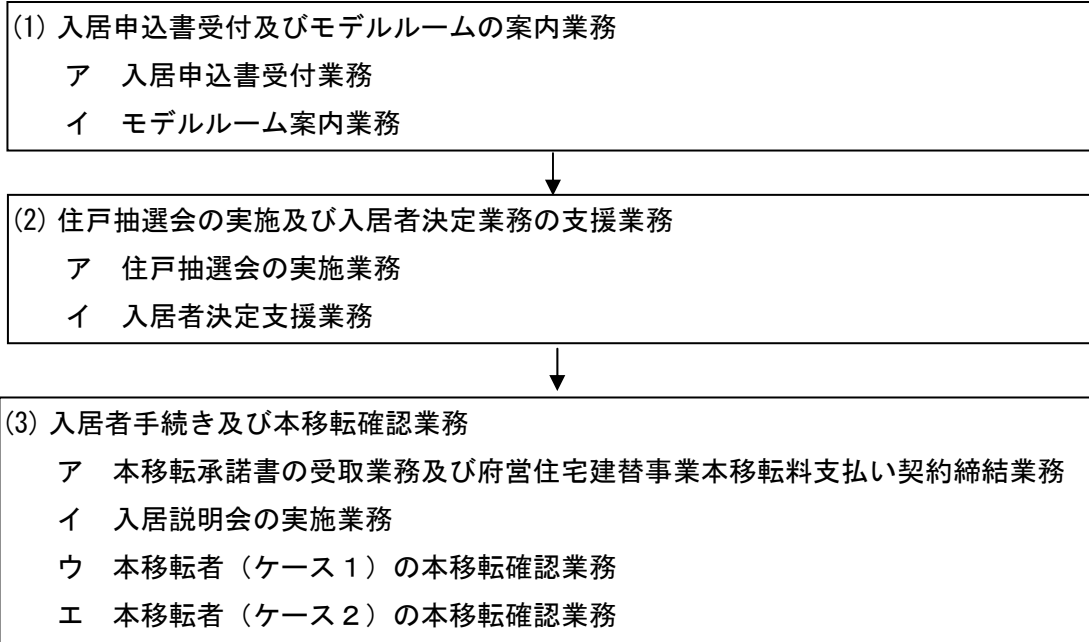 (1) 入居申込書受付及びモデルルームの案内業務
ア　入居申込書受付業務
イ　モデルルーム案内業務
(2) 住戸抽選会の実施及び入居者決定業務の支援業務
ア　住戸抽選会の実施業務
イ　入居者決定支援業務
(3) 入居者手続き及び本移転確認業務
ア　本移転承諾書の受取業務及び府営住宅建替事業本移転料支払い契約締結業務
イ　入居説明会の実施業務
ウ　本移転者（ケース１）の本移転確認業務
エ　本移転者（ケース２）の本移転確認業務